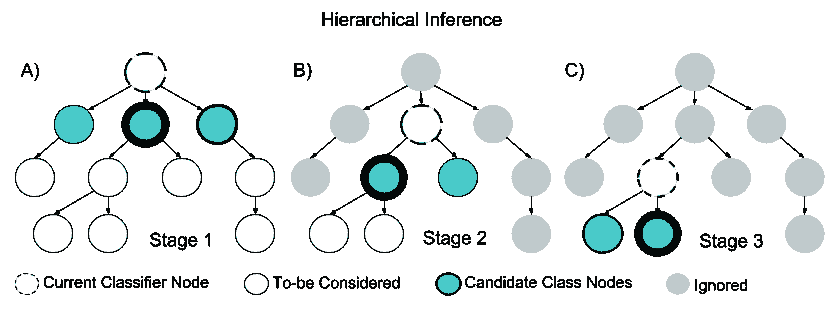 Hierarchical Inference
A)
B)
C)
Stage 1
Stage 2
Stage 3
Current Classifier Node
To-be Considered
Candidate Class Nodes
Ignored